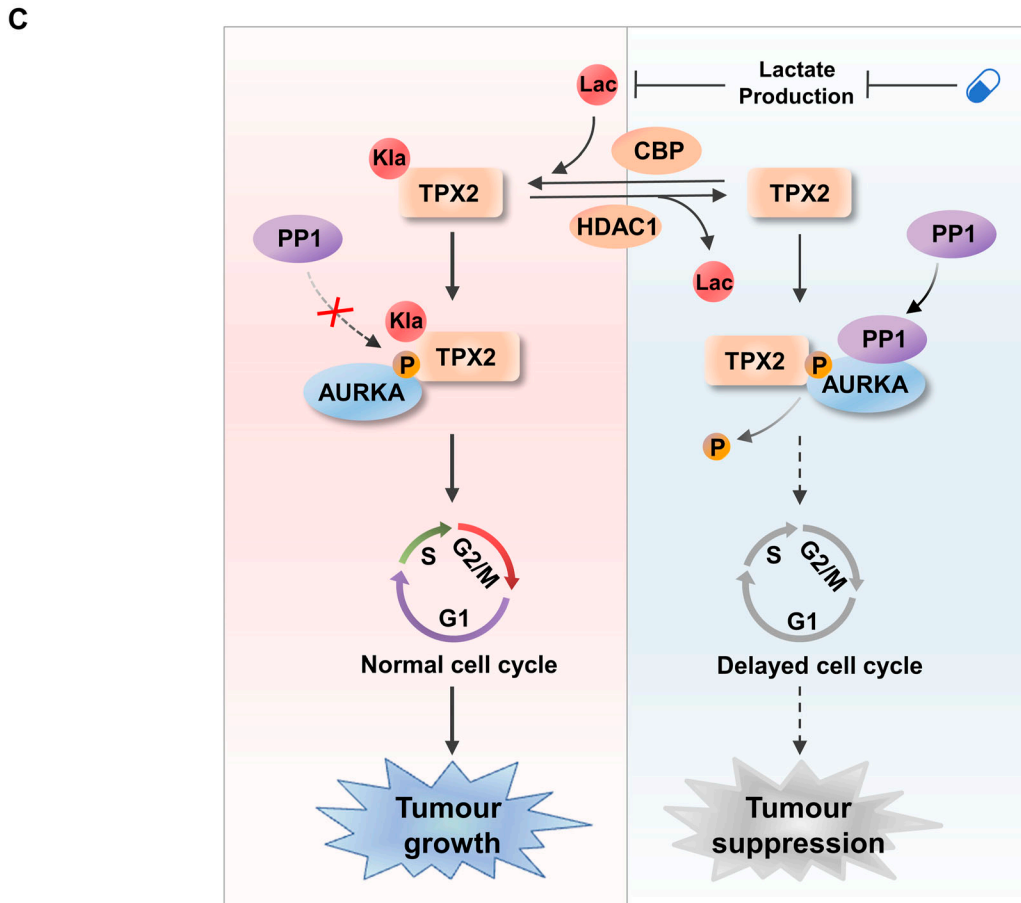 C
Lac
Lactate
Production
Kla
TPX2
CBP
HDAC1
TPX2
PP1
PP1
Lac
Kla
P
TPX2
AURKA
PP1
TPX2
P
AURKA
P
S
G2/M
G1
S
G2/M
G1
Normal cell cycle
Delayed cell cycle
Tumour
growth
Tumour
suppression